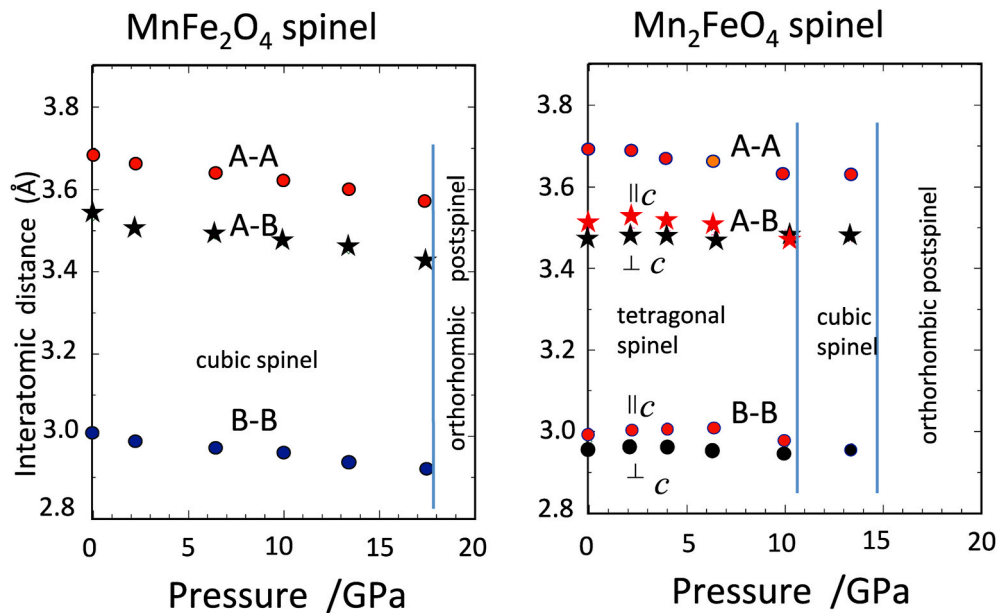 MnFe₂O₄ spinel
3.8
3.6
3.4
3.2
3.0
2.8
Interatomic distance (Å)
A-A
A-B
cubic spinel
B-B
orthorhombic postspinel
0
5
10
15
20
Pressure /GPa
Mn₂FeO₄ spinel
3.8
3.6
3.4
3.2
3.0
2.8
A-A
||c
A-B
⊥ c
tetragonal
spinel
cubic
spinel
||c
B-B
⊥ c
orthorhombic postspinel
0
5
10
15
20
Pressure /GPa